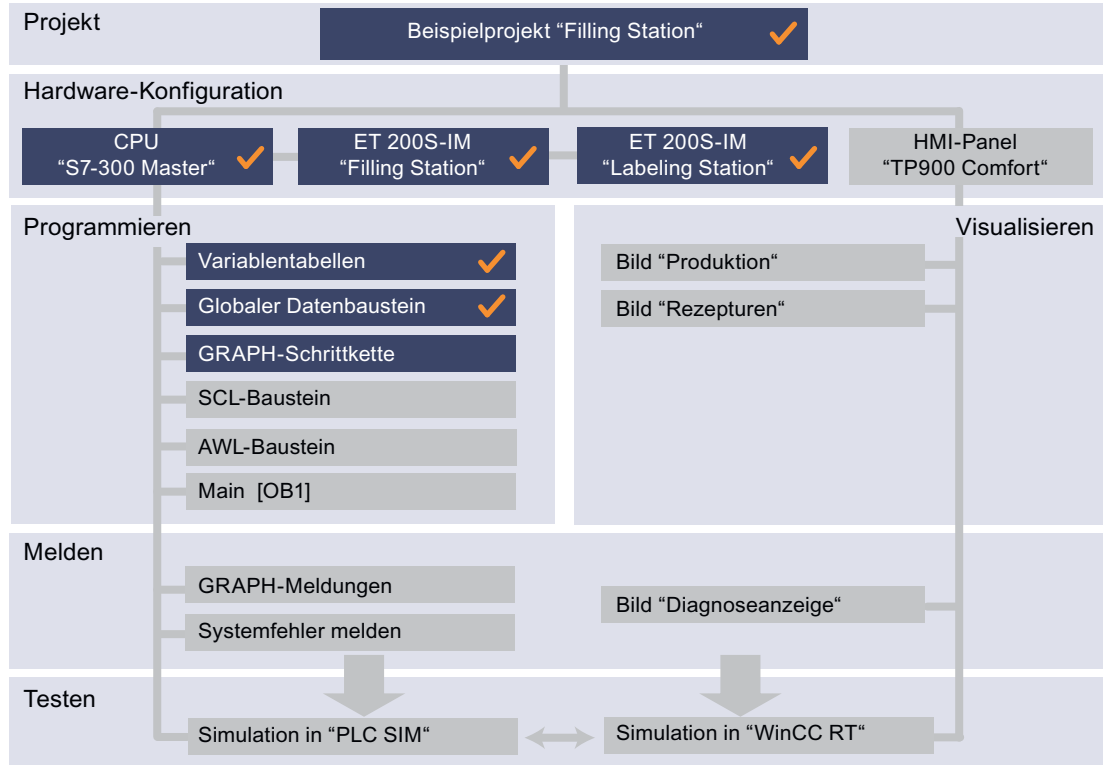 Projekt
Beispielprojekt “Filling Station“
Hardware-Konfiguration
CPU
“S7-300 Master“
ET 200S-IM
“Filling Station“
ET 200S-IM
“Labeling Station“
HMI-Panel
“TP900 Comfort“
Programmieren
Variablentabellen
Globaler Datenbaustein
GRAPH-Schrittkette
SCL-Baustein
AWL-Baustein
Main [OB1]
Visualisieren
Bild “Produktion“
Bild “Rezepturen“
Melden
GRAPH-Meldungen
Systemfehler melden
Bild “Diagnoseanzeige“
Testen
Simulation in “PLC SIM“
Simulation in “WinCC RT“